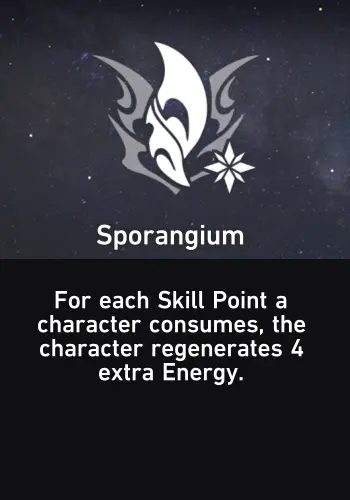 Sporangium
For each Skill Point a
character consumes, the
character regenerates 4
extra Energy.